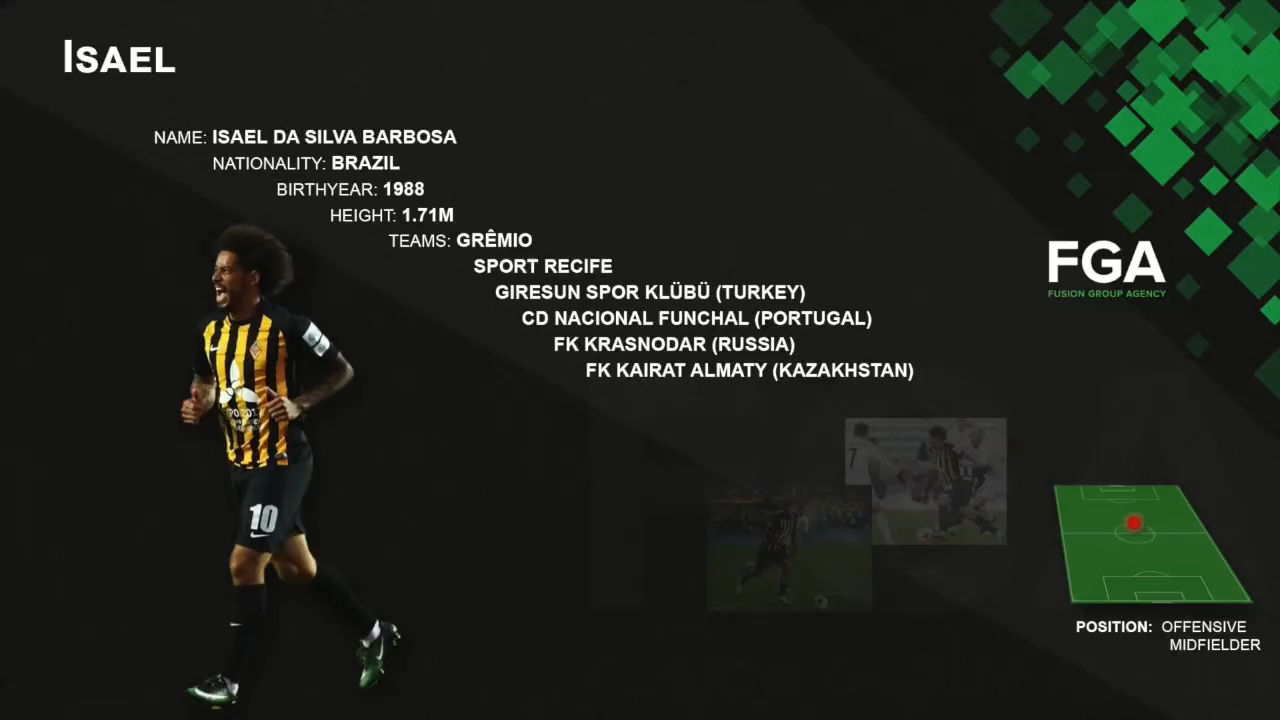 ISAEL
NAME: ISAEL DA SILVA BARBOSA
NATIONALITY: BRAZIL
BIRTHYEAR: 1988
HEIGHT: 1.71M
TEAMS: GRÊMIO
SPORT RECIFE
GIRESUN SPOR KLÜBÜ (TURKEY)
CD NACIONAL FUNCHAL (PORTUGAL)
FK KRASNODAR (RUSSIA)
FK KAIRAT ALMATY (KAZAKHSTAN)
FGA
FUSION GROUP AGENCY
10
7
POSITION: OFFENSIVE
MIDFIELDER